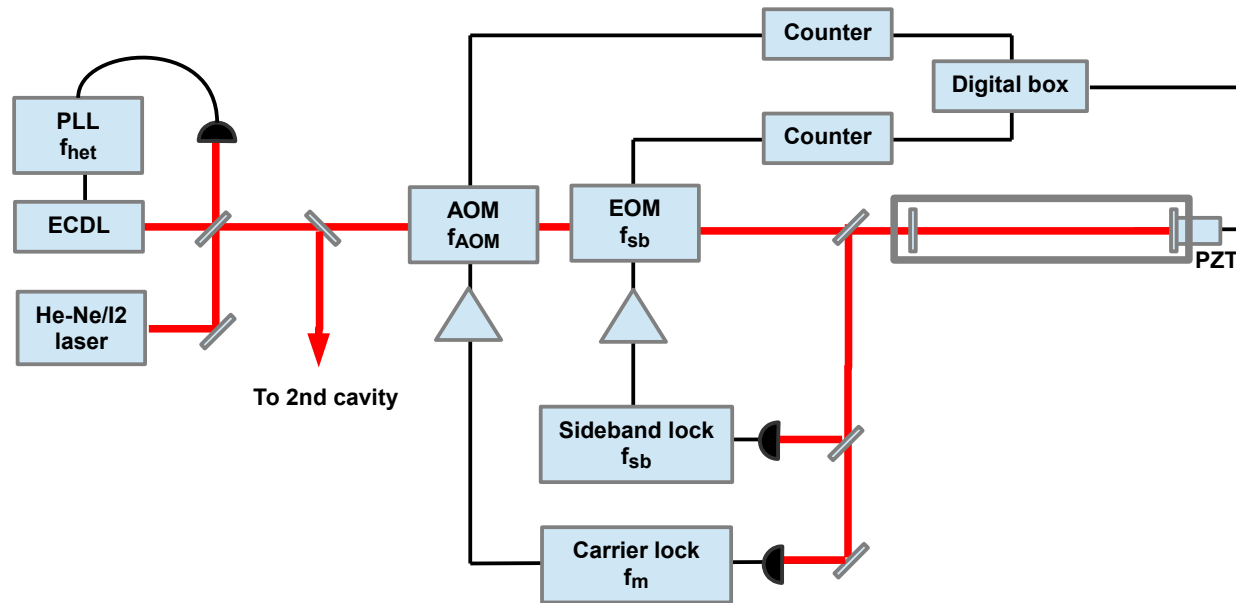 Counter
Digital box
Counter
PLL
fhet
ECDL
He-Ne/I2
laser
To 2nd cavity
AOM
fAOM
EOM
fsb
PZT
Sideband lock
fsb
Carrier lock
fm